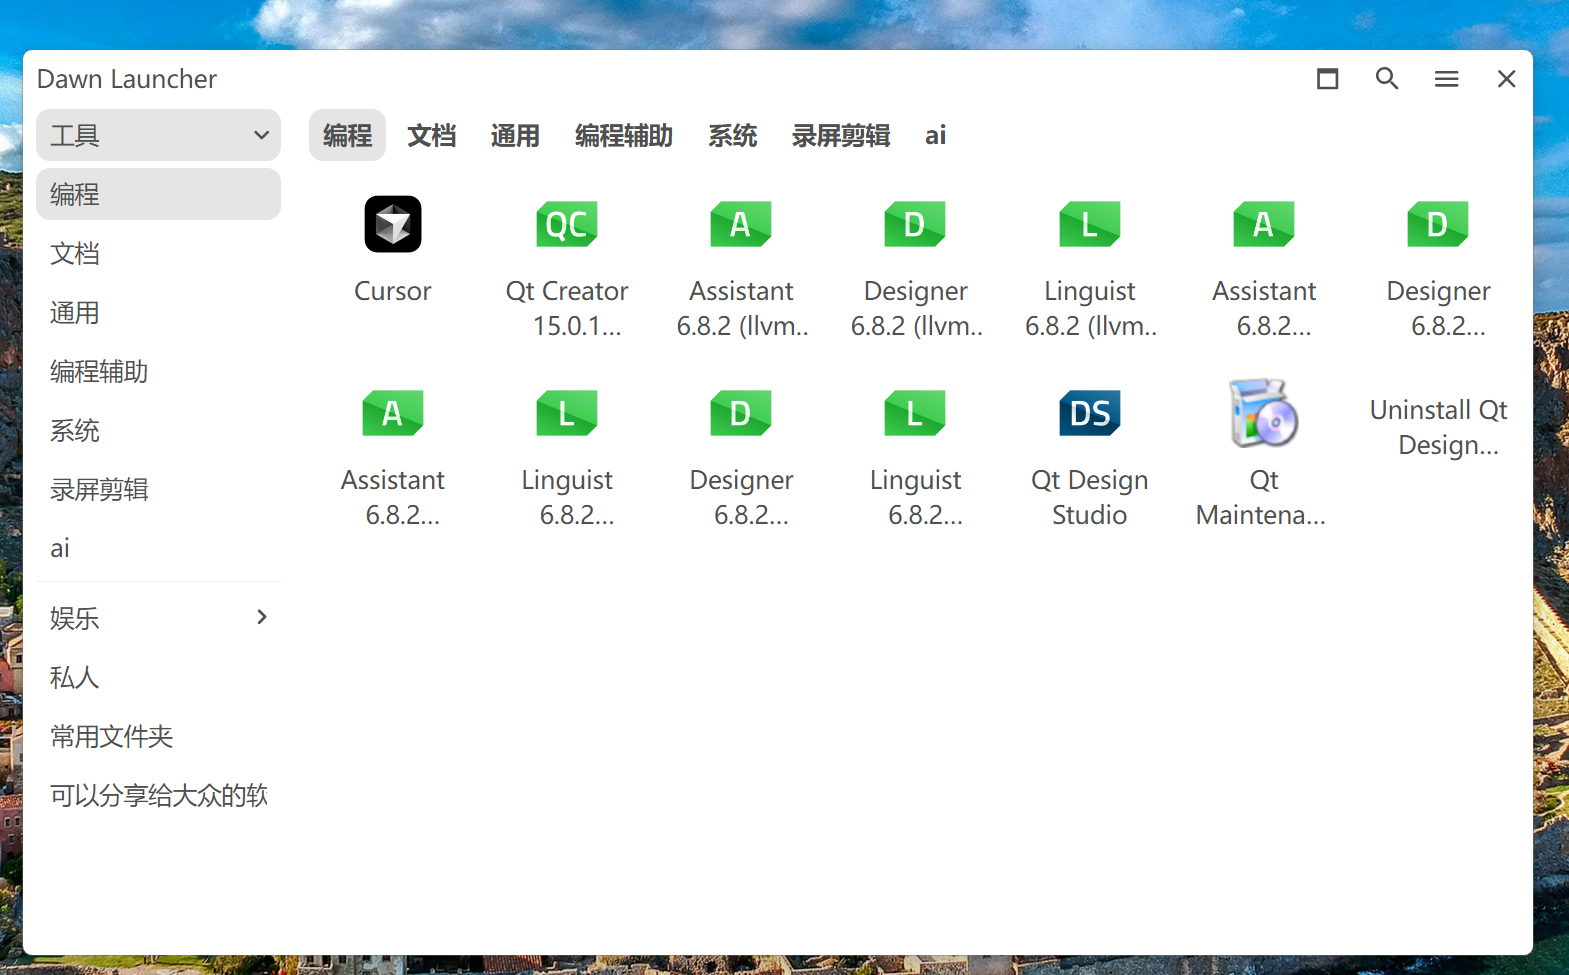 Dawn Launcher
工具
编程
文档
通用
编程辅助
系统
录屏剪辑
ai
娱乐
私人
常用文件夹
可以分享给大众的软
编程 文档 通用 编程辅助 系统 录屏剪辑 ai
QC A D L A D
Cursor Qt Creator Assistant Designer Linguist Assistant Designer
15.0.1... 6.8.2 (llvm.. 6.8.2 (llvm.. 6.8.2 (llvm.. 6.8.2... 6.8.2...
A L D L DS
Uninstall Qt
Design...
Assistant Linguist Designer Linguist Qt Design Qt
6.8.2... 6.8.2... 6.8.2... 6.8.2... Studio Maintena...